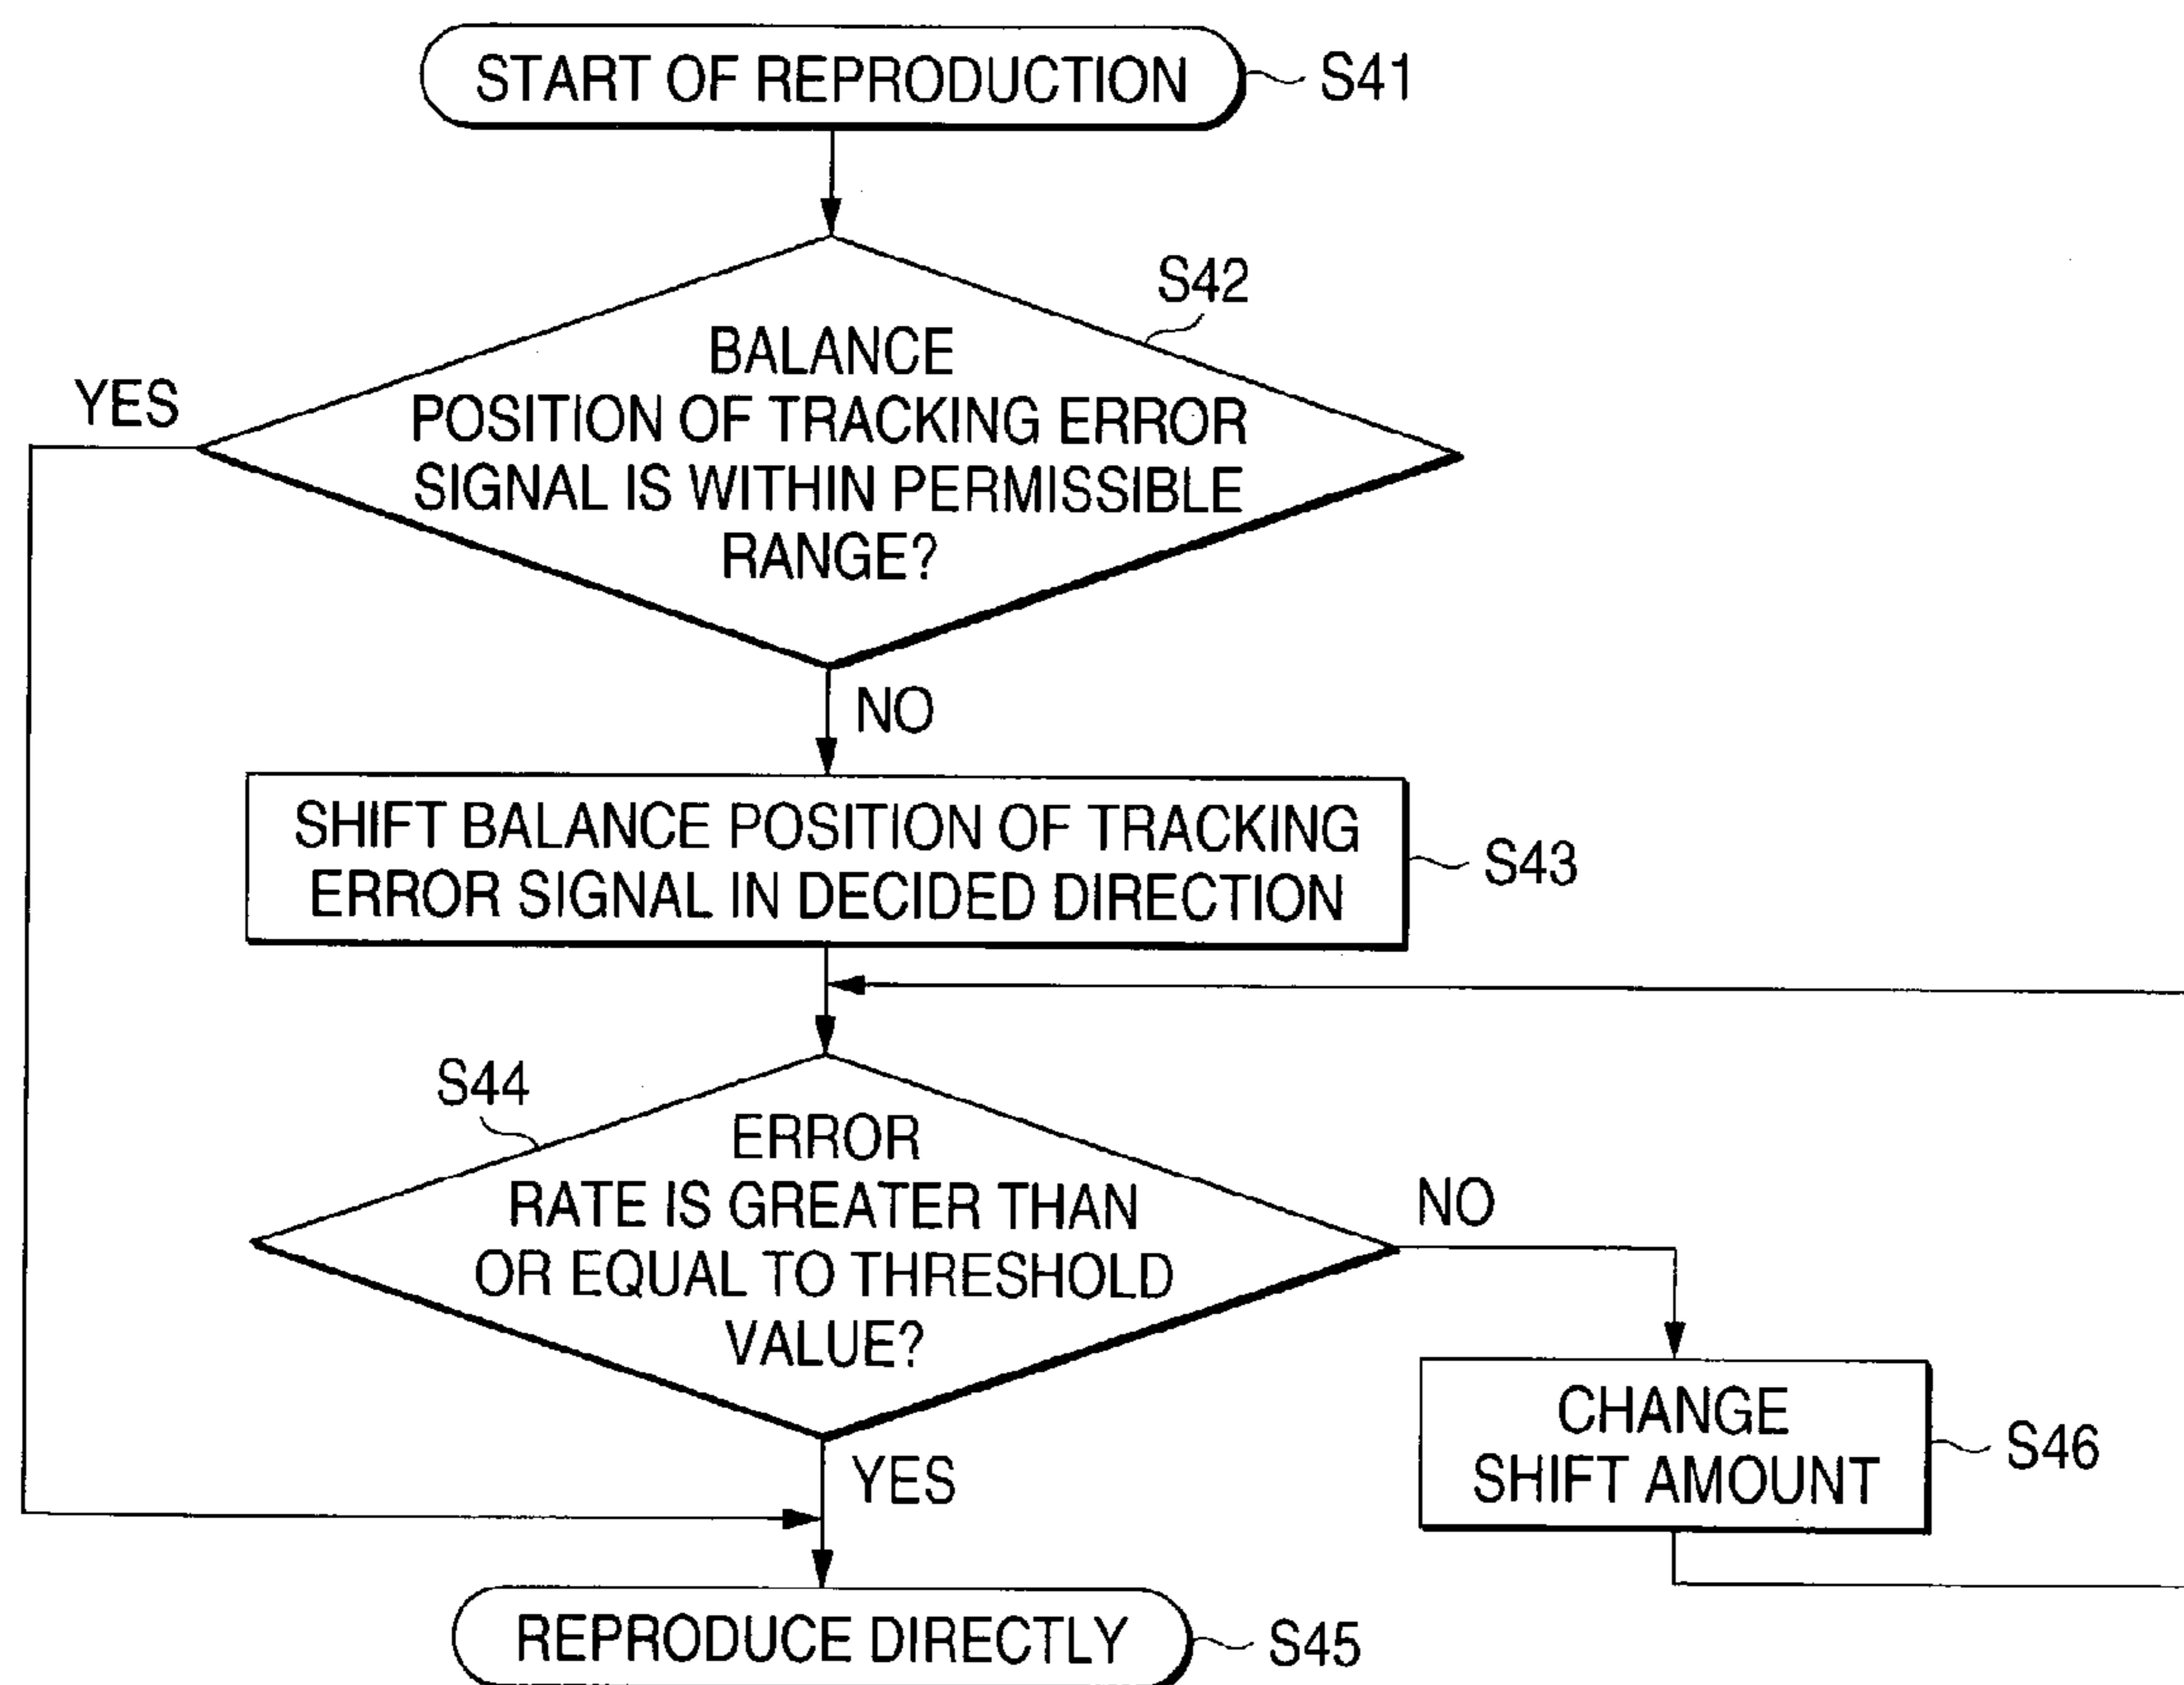 START OF REPRODUCTION
S41
S42
BALANCE
POSITION OF TRACKING ERROR
SIGNAL IS WITHIN PERMISSIBLE
RANGE?
YES
NO
SHIFT BALANCE POSITION OF TRACKING
ERROR SIGNAL IN DECIDED DIRECTION
S43
S44
ERROR
RATE IS GREATER THAN
OR EQUAL TO THRESHOLD
VALUE?
NO
YES
CHANGE
SHIFT AMOUNT
S46
REPRODUCE DIRECTLY
S45